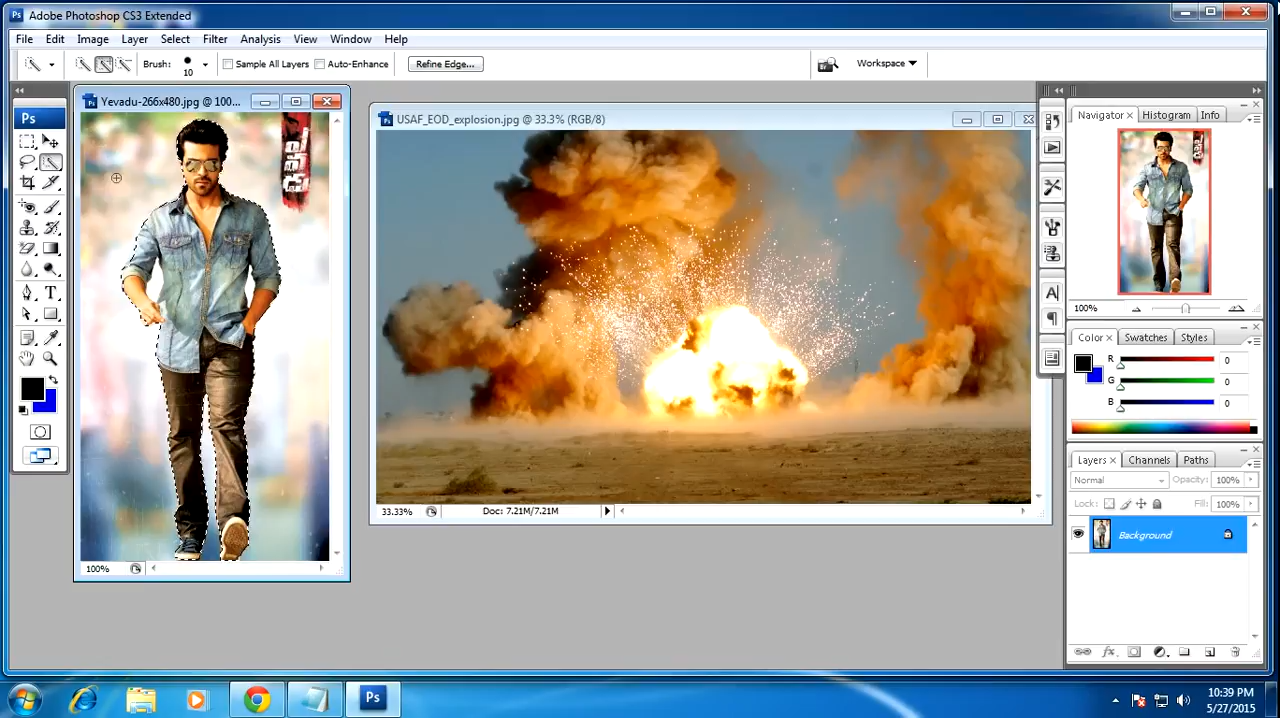 Ps Adobe Photoshop CS3 Extended
File Edit Image Layer Select Filter Analysis View Window Help
Brush: 10 Sample All Layers Auto-Enhance Refine Edge... Workspace
Ps
Yevadu-266x480.jpg @ 100...
USAF_EOD_explosion.jpg @ 33.3% (RGB/8)
100%
33.33% Doc: 7.21M/7.21M
Navigator Histogram Info
100%
Color Swatches Styles
R 0
G 0
B 0
Layers Channels Paths
Normal Opacity: 100%
Lock: Fill: 100%
Background
Ps
10:39 PM
5/27/2015